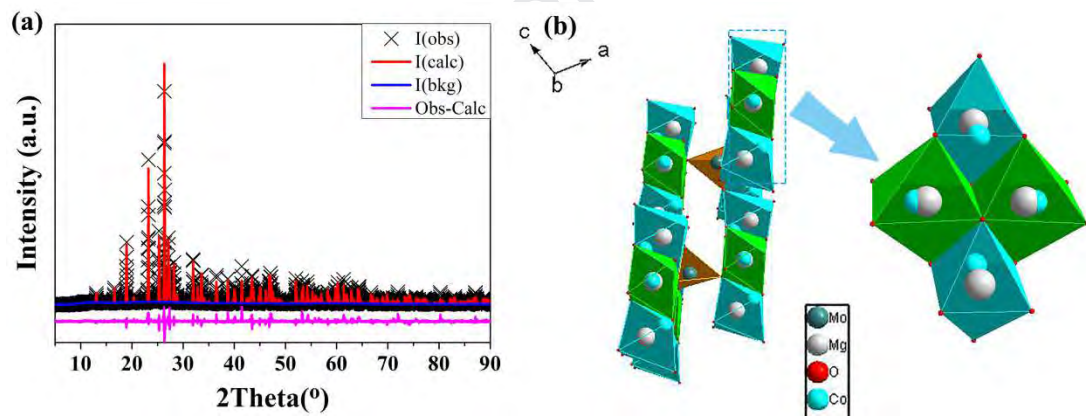 (a)
I(obs)
I(calc)
I(bkg)
Obs-Calc
Intensity (a.u.)
10 20 30 40 50 60 70 80 90
2Theta(°)
(b)
c
a
b
Mo
Mg
O
Co